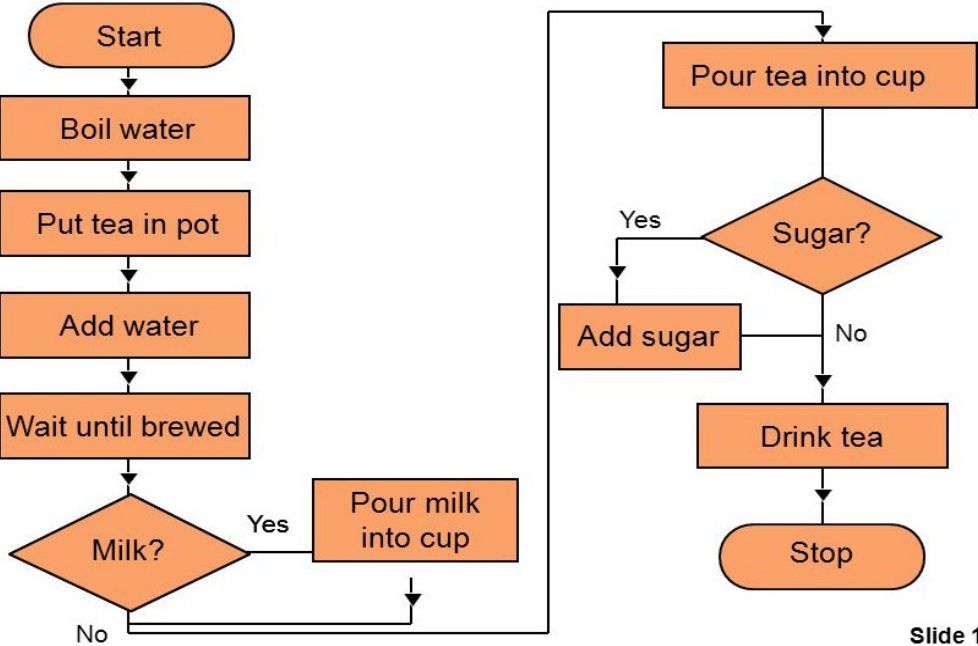 Start
Boil water
Put tea in pot
Add water
Wait until brewed
Milk?
Yes
Pour milk
into cup
No
Pour tea into cup
Sugar?
Yes
Add sugar
No
Drink tea
Stop
Slide 1